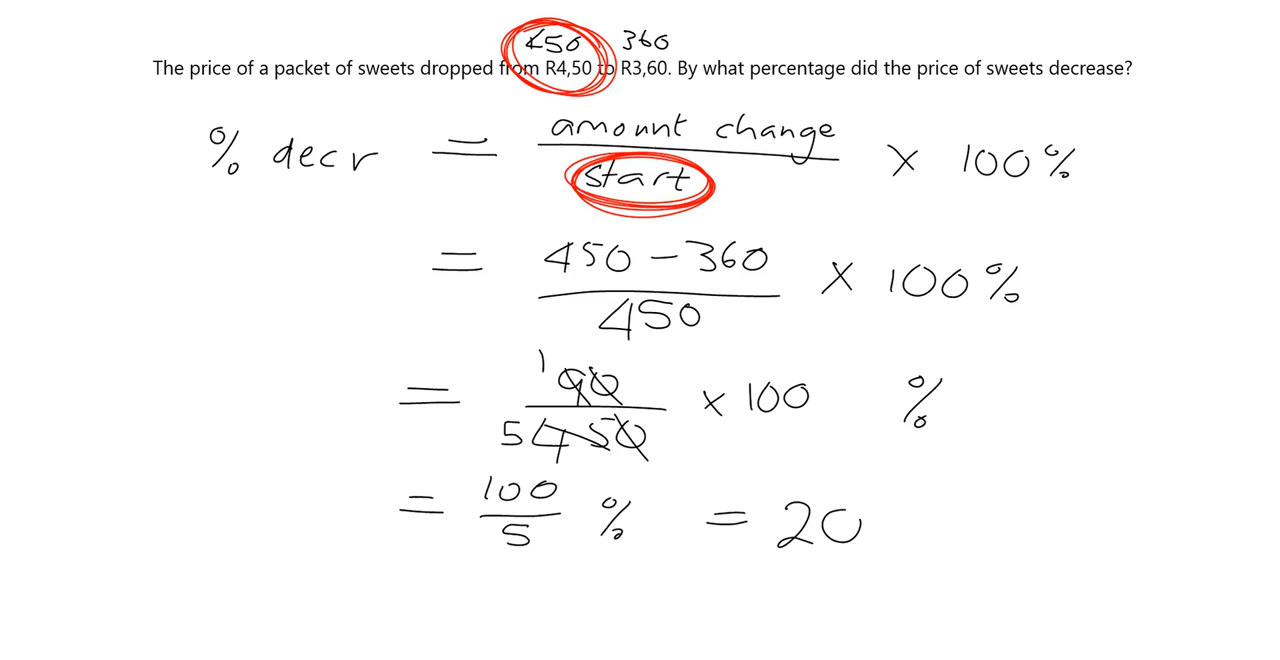 450 360
The price of a packet of sweets dropped from R4,50 to R3,60. By what percentage did the price of sweets decrease?
% decr = amount change / start × 100%
= 450 - 360 / 450 × 100%
= 1 90 / 5 450 × 100 %
= 100 / 5 % = 20